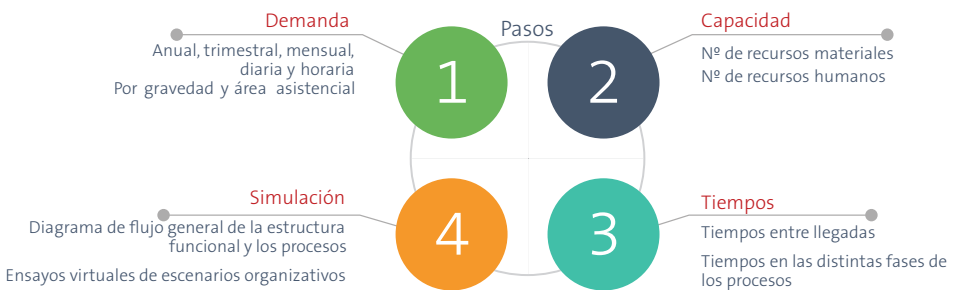 Pasos
1
Demanda
Anual, trimestral, mensual,
diaria y horaria
Por gravedad y área asistencial
2
Capacidad
Nº de recursos materiales
Nº de recursos humanos
3
Tiempos
Tiempos entre llegadas
Tiempos en las distintas fases de
los procesos
4
Simulación
Diagrama de flujo general de la estructura
funcional y los procesos
Ensayos virtuales de escenarios organizativos